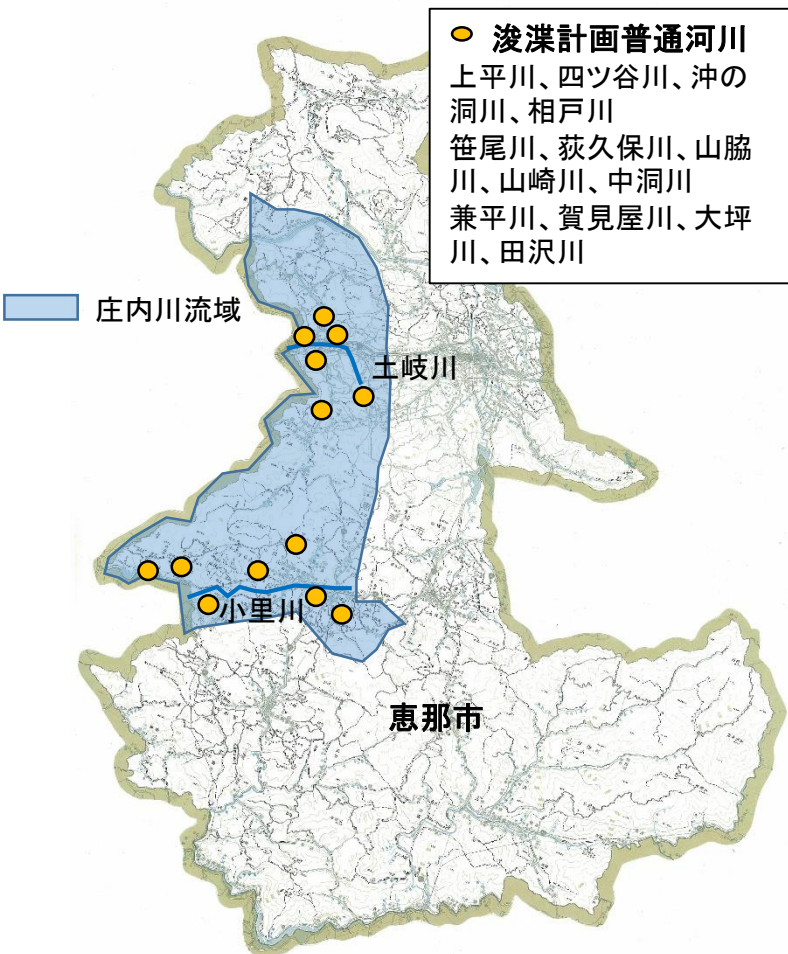 浚渫計画普通河川
上平川、四ツ谷川、沖の
洞川、相戸川
笹尾川、荻久保川、山脇
川、山崎川、中洞川
兼平川、賀見屋川、大坪
川、田沢川
庄内川流域
土岐川
小里川
恵那市